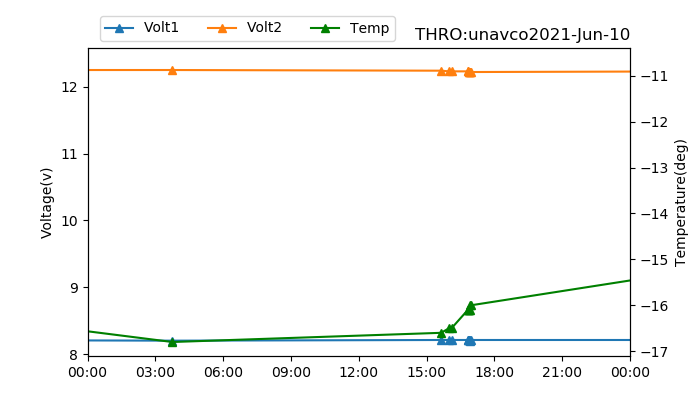 Volt1 Volt2 Temp
THRO:unavco2021-Jun-10
12
11
10
9
8
Voltage(v)
−11
−12
−13
−14
−15
−16
−17
Temperature(deg)
00:00 03:00 06:00 09:00 12:00 15:00 18:00 21:00 00:00